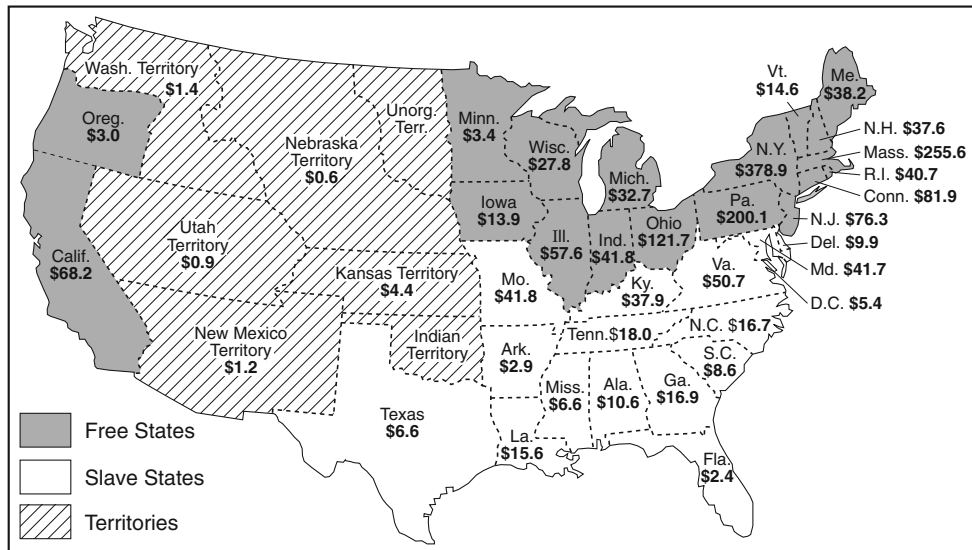 Wash. Territory
$1.4
Oreg.
$3.0
Unorg.
Terr.
Nebraska
Territory
$0.6
Minn.
$3.4
Wisc.
$27.8
Mich.
$32.7
Vt.
$14.6
Me.
$38.2
N.H. $37.6
Mass. $255.6
R.I. $40.7
Conn. $81.9
N.Y.
$378.9
Pa.
$200.1
N.J. $76.3
Del. $9.9
Md. $41.7
D.C. $5.4
Iowa
$13.9
Ill.
$57.6
Ind.
$41.8
Ohio
$121.7
Calif.
$68.2
Utah
Territory
$0.9
Kansas Territory
$4.4
Mo.
$41.8
Ky.
$37.9
Va.
$50.7
New Mexico
Territory
$1.2
Indian
Territory
Tenn.$18.0
N.C. $16.7
Ark.
$2.9
S.C.
$8.6
Miss.
$6.6
Ala.
$10.6
Ga.
$16.9
Texas
$6.6
La.
$15.6
Fla.
$2.4
Free States
Slave States
Territories